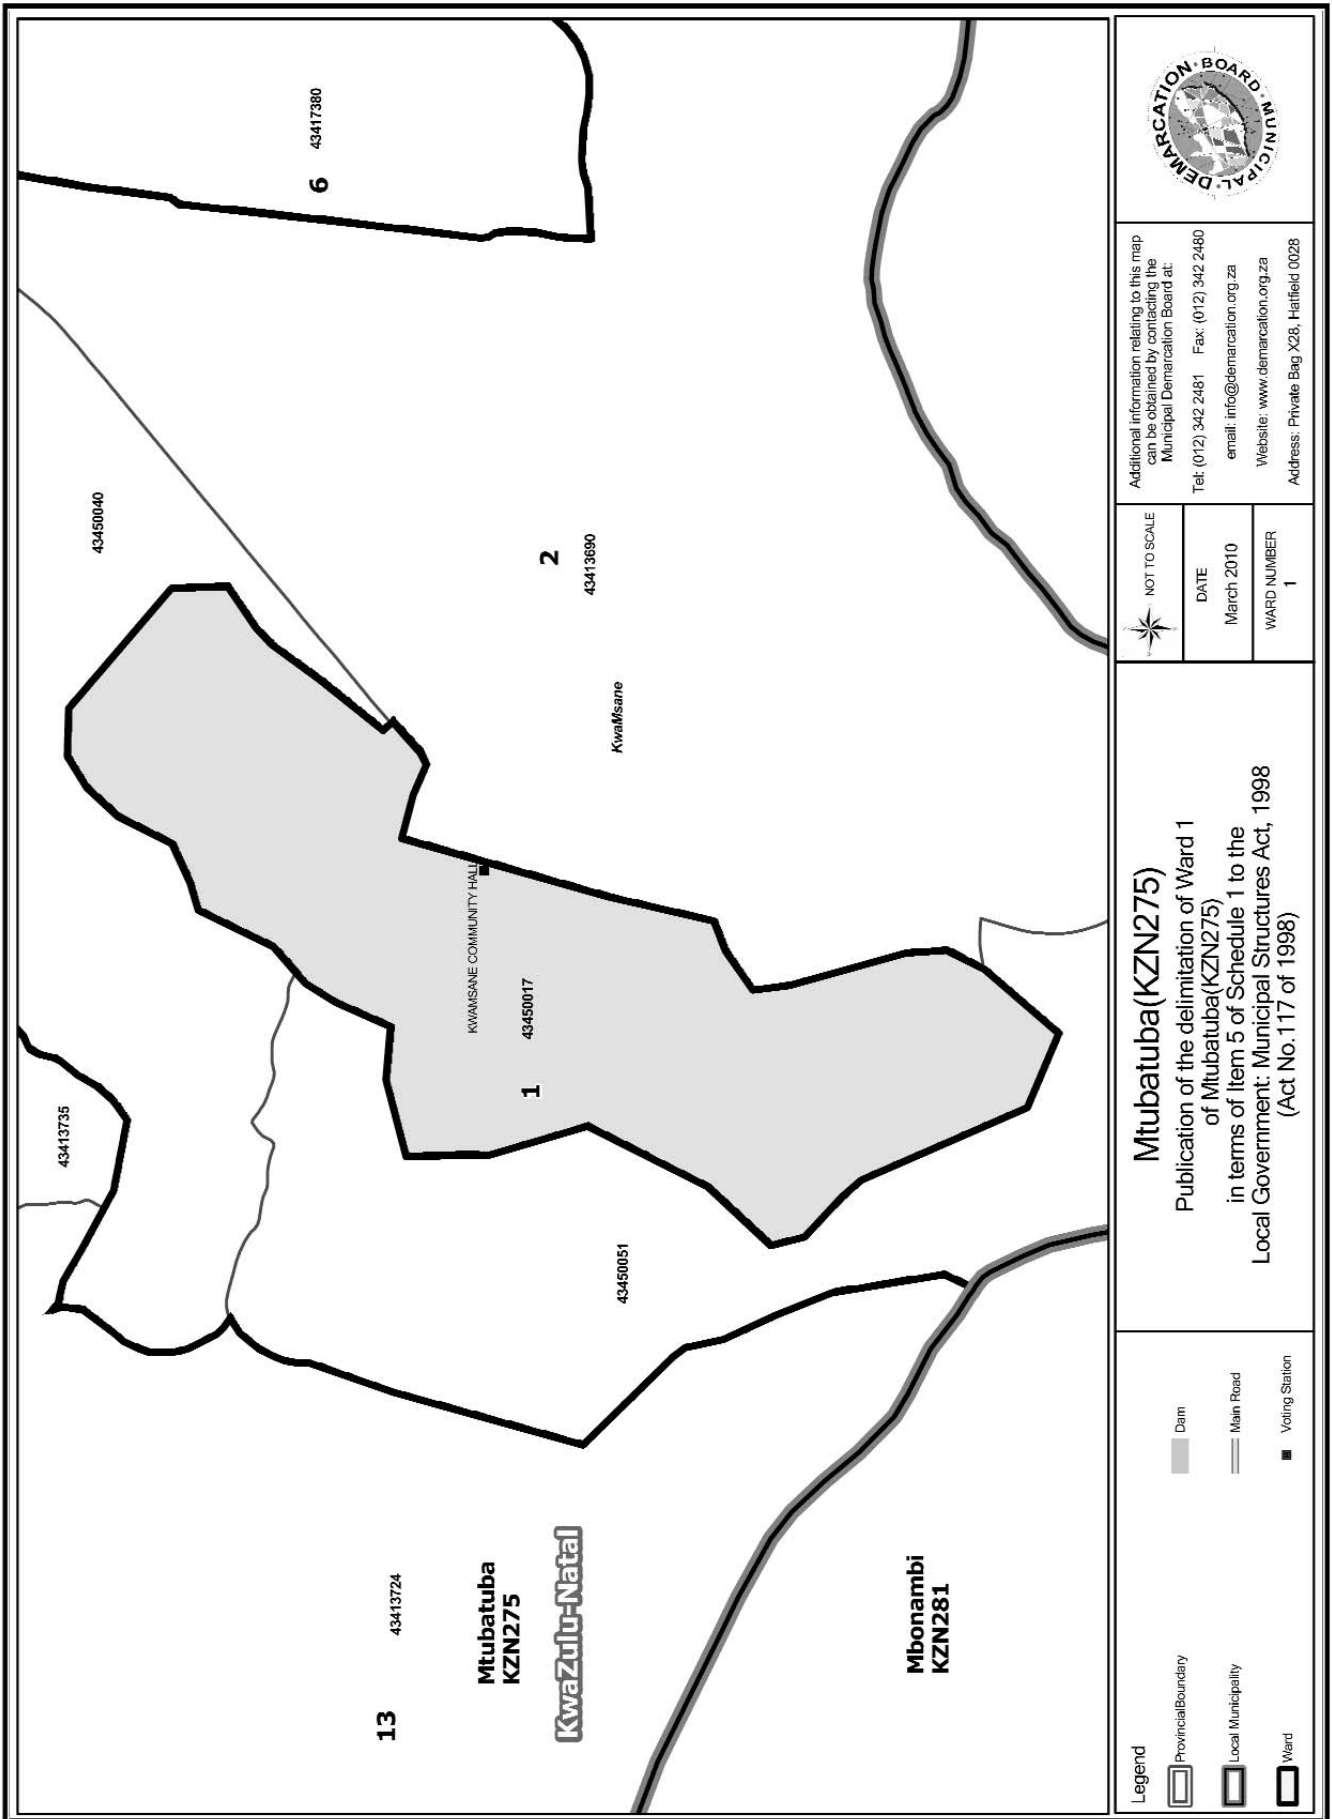 43413735
43450040
6
43417380
13
43413724
KWAMSANE COMMUNITY HALL
43450017
1
Mtubatuba
KZN275
KwaZulu-Natal
2
43413690
KwaMsane
43450051
Mbonambi
KZN281
Legend
ProvincialBoundary
Local Municipality
Ward
Dam
Main Road
Voting Station
Mtubatuba(KZN275)
Publication of the delimitation of Ward 1
of Mtubatuba(KZN275)
in terms of Item 5 of Schedule 1 to the
Local Government: Municipal Structures Act, 1998
(Act No.117 of 1998)
NOT TO SCALE
DATE
March 2010
WARD NUMBER
1
Additional information relating to this map
can be obtained by contacting the
Municipal Demarcation Board at:
Tel: (012) 342 2481 Fax: (012) 342 2480
email: info@demarcation.org.za
Website: www.demarcation.org.za
Address: Private Bag X28, Hatfield 0028
MUNICIPAL · DEMARCATION · BOARD ·